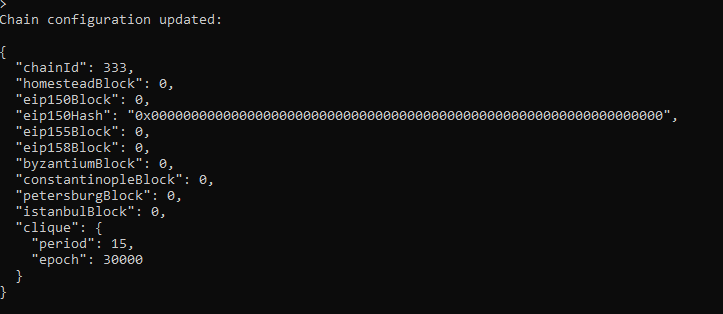 >
Chain configuration updated:
{
"chainId": 333,
"homesteadBlock": 0,
"eip150Block": 0,
"eip150Hash": "0x0000000000000000000000000000000000000000000000000000000000000000",
"eip155Block": 0,
"eip158Block": 0,
"byzantiumBlock": 0,
"constantinopleBlock": 0,
"petersburgBlock": 0,
"istanbulBlock": 0,
"clique": {
"period": 15,
"epoch": 30000
}
}